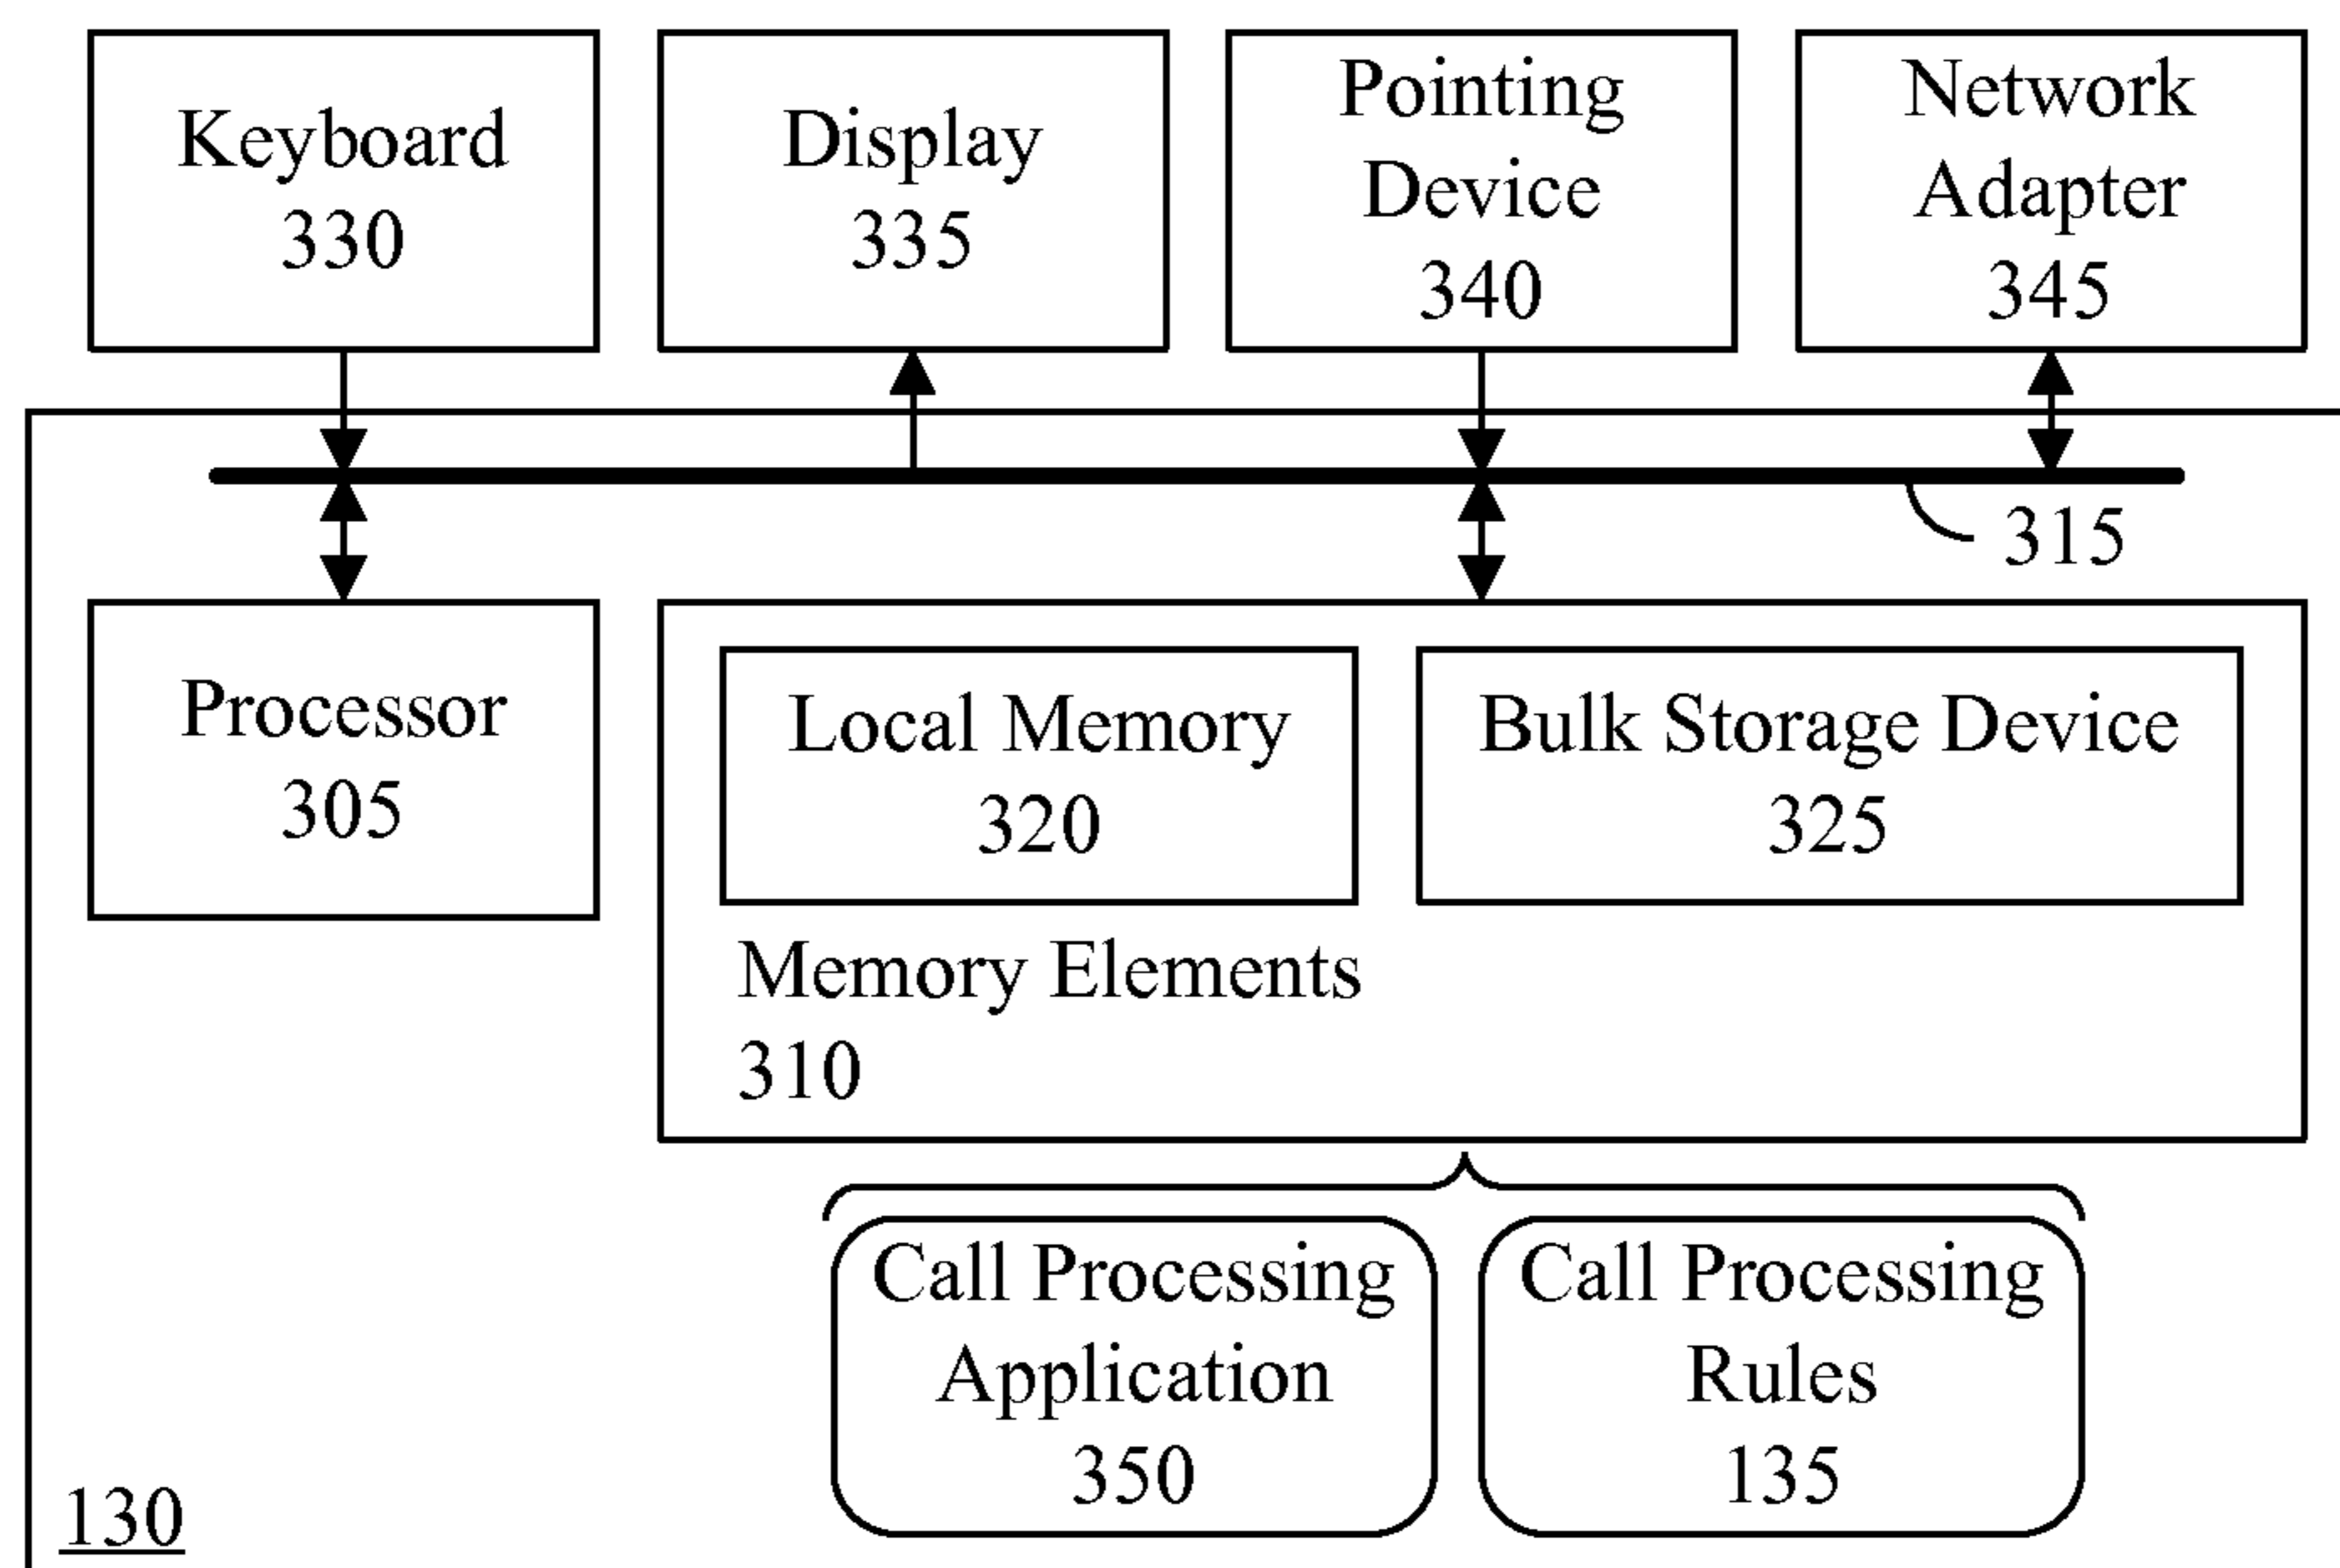 Keyboard
330
Display
335
Pointing
Device
340
Network
Adapter
345
315
Processor
305
Local Memory
320
Bulk Storage Device
325
Memory Elements
310
Call Processing
Application
350
Call Processing
Rules
135
130